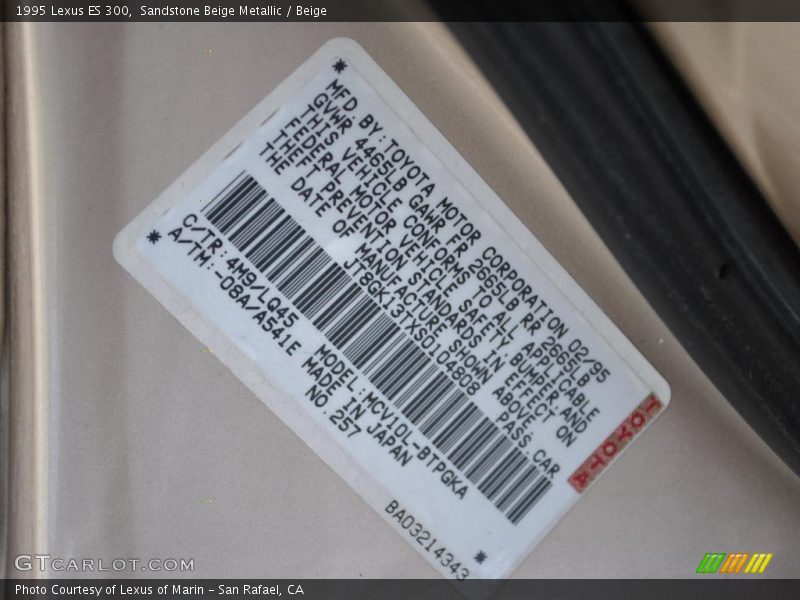 1995 Lexus ES 300, Sandstone Beige Metallic / Beige
MFD. BY: TOYOTA MOTOR CORPORATION 02/95
GVWR 4465LB GAWR FR 2665LB RR 2665LB
THIS VEHICLE CONFORMS TO ALL APPLICABLE
FEDERAL MOTOR VEHICLE SAFETY, BUMPER, AND
THEFT PREVENTION STANDARDS IN EFFECT ON
THE DATE OF MANUFACTURE SHOWN ABOVE.
JT8GK13TXS0104808 PASS. CAR
C/TR: 4M9/LQ45 MODEL: MCV10L-BTPGKA
A/TM: -08A/A541E MADE IN JAPAN
NO. 257
BA03214343
TOYOTA
GTCARLOT.COM
Photo Courtesy of Lexus of Marin - San Rafael, CA